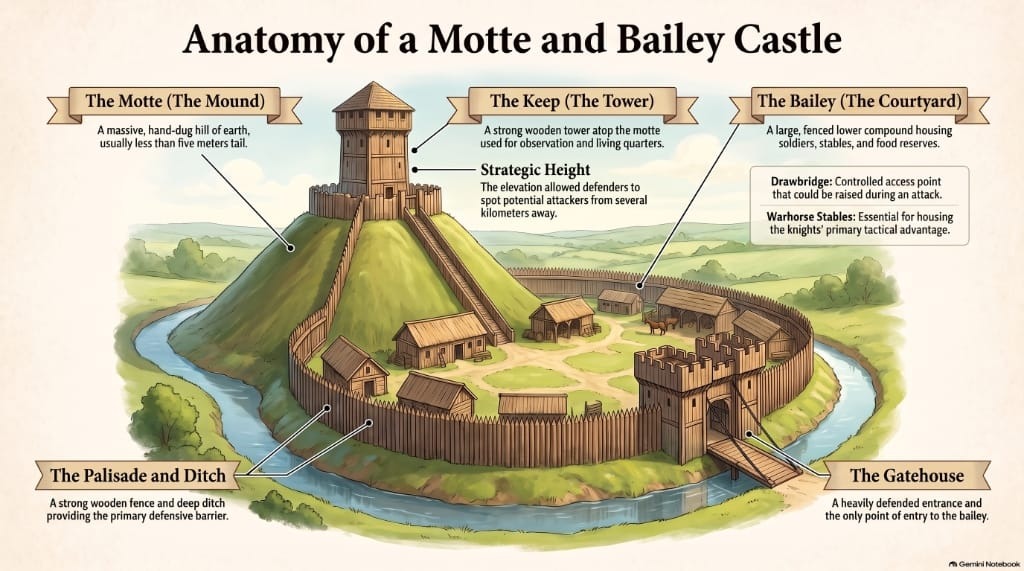 Anatomy of a Motte and Bailey Castle
The Motte (The Mound)
A massive, hand-dug hill of earth,
usually less than five meters tail.
The Keep (The Tower)
A strong wooden tower atop the motte
used for observation and living quarters.
Strategic Height
The elevation allowed defenders to
spot potential attackers from several
kilometers away.
The Bailey (The Courtyard)
A large, fenced lower compound housing
soldiers, stables, and food reserves.
Drawbridge: Controlled access point
that could be raised during an attack.
Warhorse Stables: Essential for housing
the knights' primary tactical advantage.
The Palisade and Ditch
A strong wooden fence and deep ditch
providing the primary defensive barrier.
The Gatehouse
A heavily defended entrance and
the only point of entry to the bailey.
Gemini Notebook